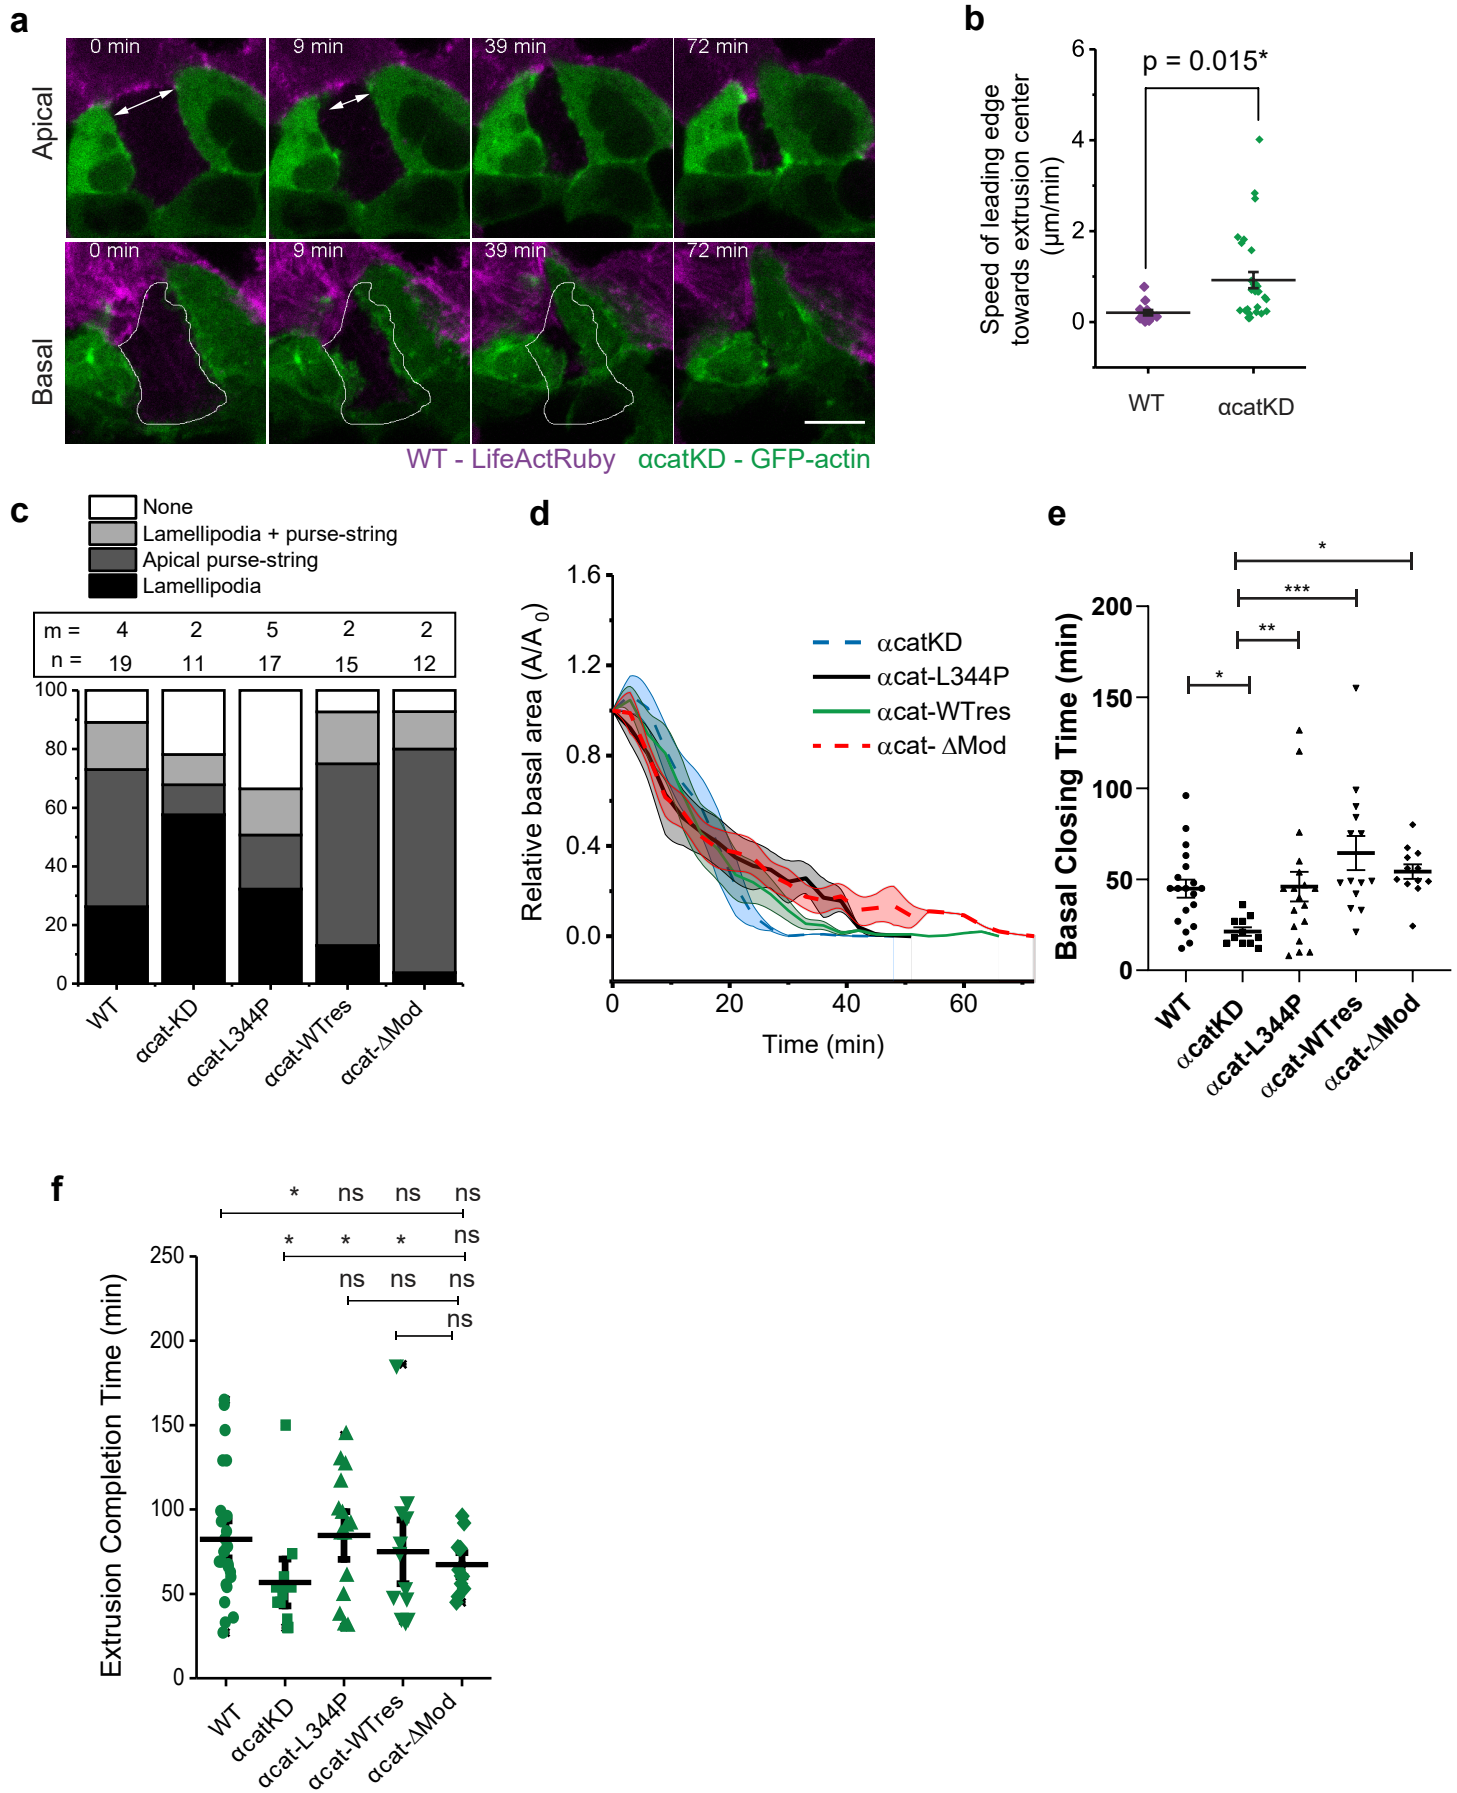 a
0 min
9 min
39 min
72 min
Apical
0 min
9 min
39 min
72 min
Basal
WT - LifeActRuby αcatKD - GFP-actin
b
Speed of leading edge
towards extrusion center
(µm/min)
p = 0.015*
6
4
2
0
WT
αcatKD
c
None
Lamellipodia + purse-string
Apical purse-string
Lamellipodia
m = 4 2 5 2 2
n = 19 11 17 15 12
100
80
60
40
20
0
WT
αcat-KD
αcat-L344P
αcat-WTres
αcat-ΔMod
d
Relative basal area (A/A0)
1.6
1.2
0.8
0.4
0.0
αcatKD
αcat-L344P
αcat-WTres
αcat- ΔMod
0 20 40 60
Time (min)
e
Basal Closing Time (min)
*
***
**
*
200
150
100
50
0
WT
αcatKD
αcat-L344P
αcat-WTres
αcat-ΔMod
f
Extrusion Completion Time (min)
* ns ns ns
* * * ns
ns ns ns
ns
250
200
150
100
50
0
WT
αcatKD
αcat-L344P
αcat-WTres
αcat-ΔMod